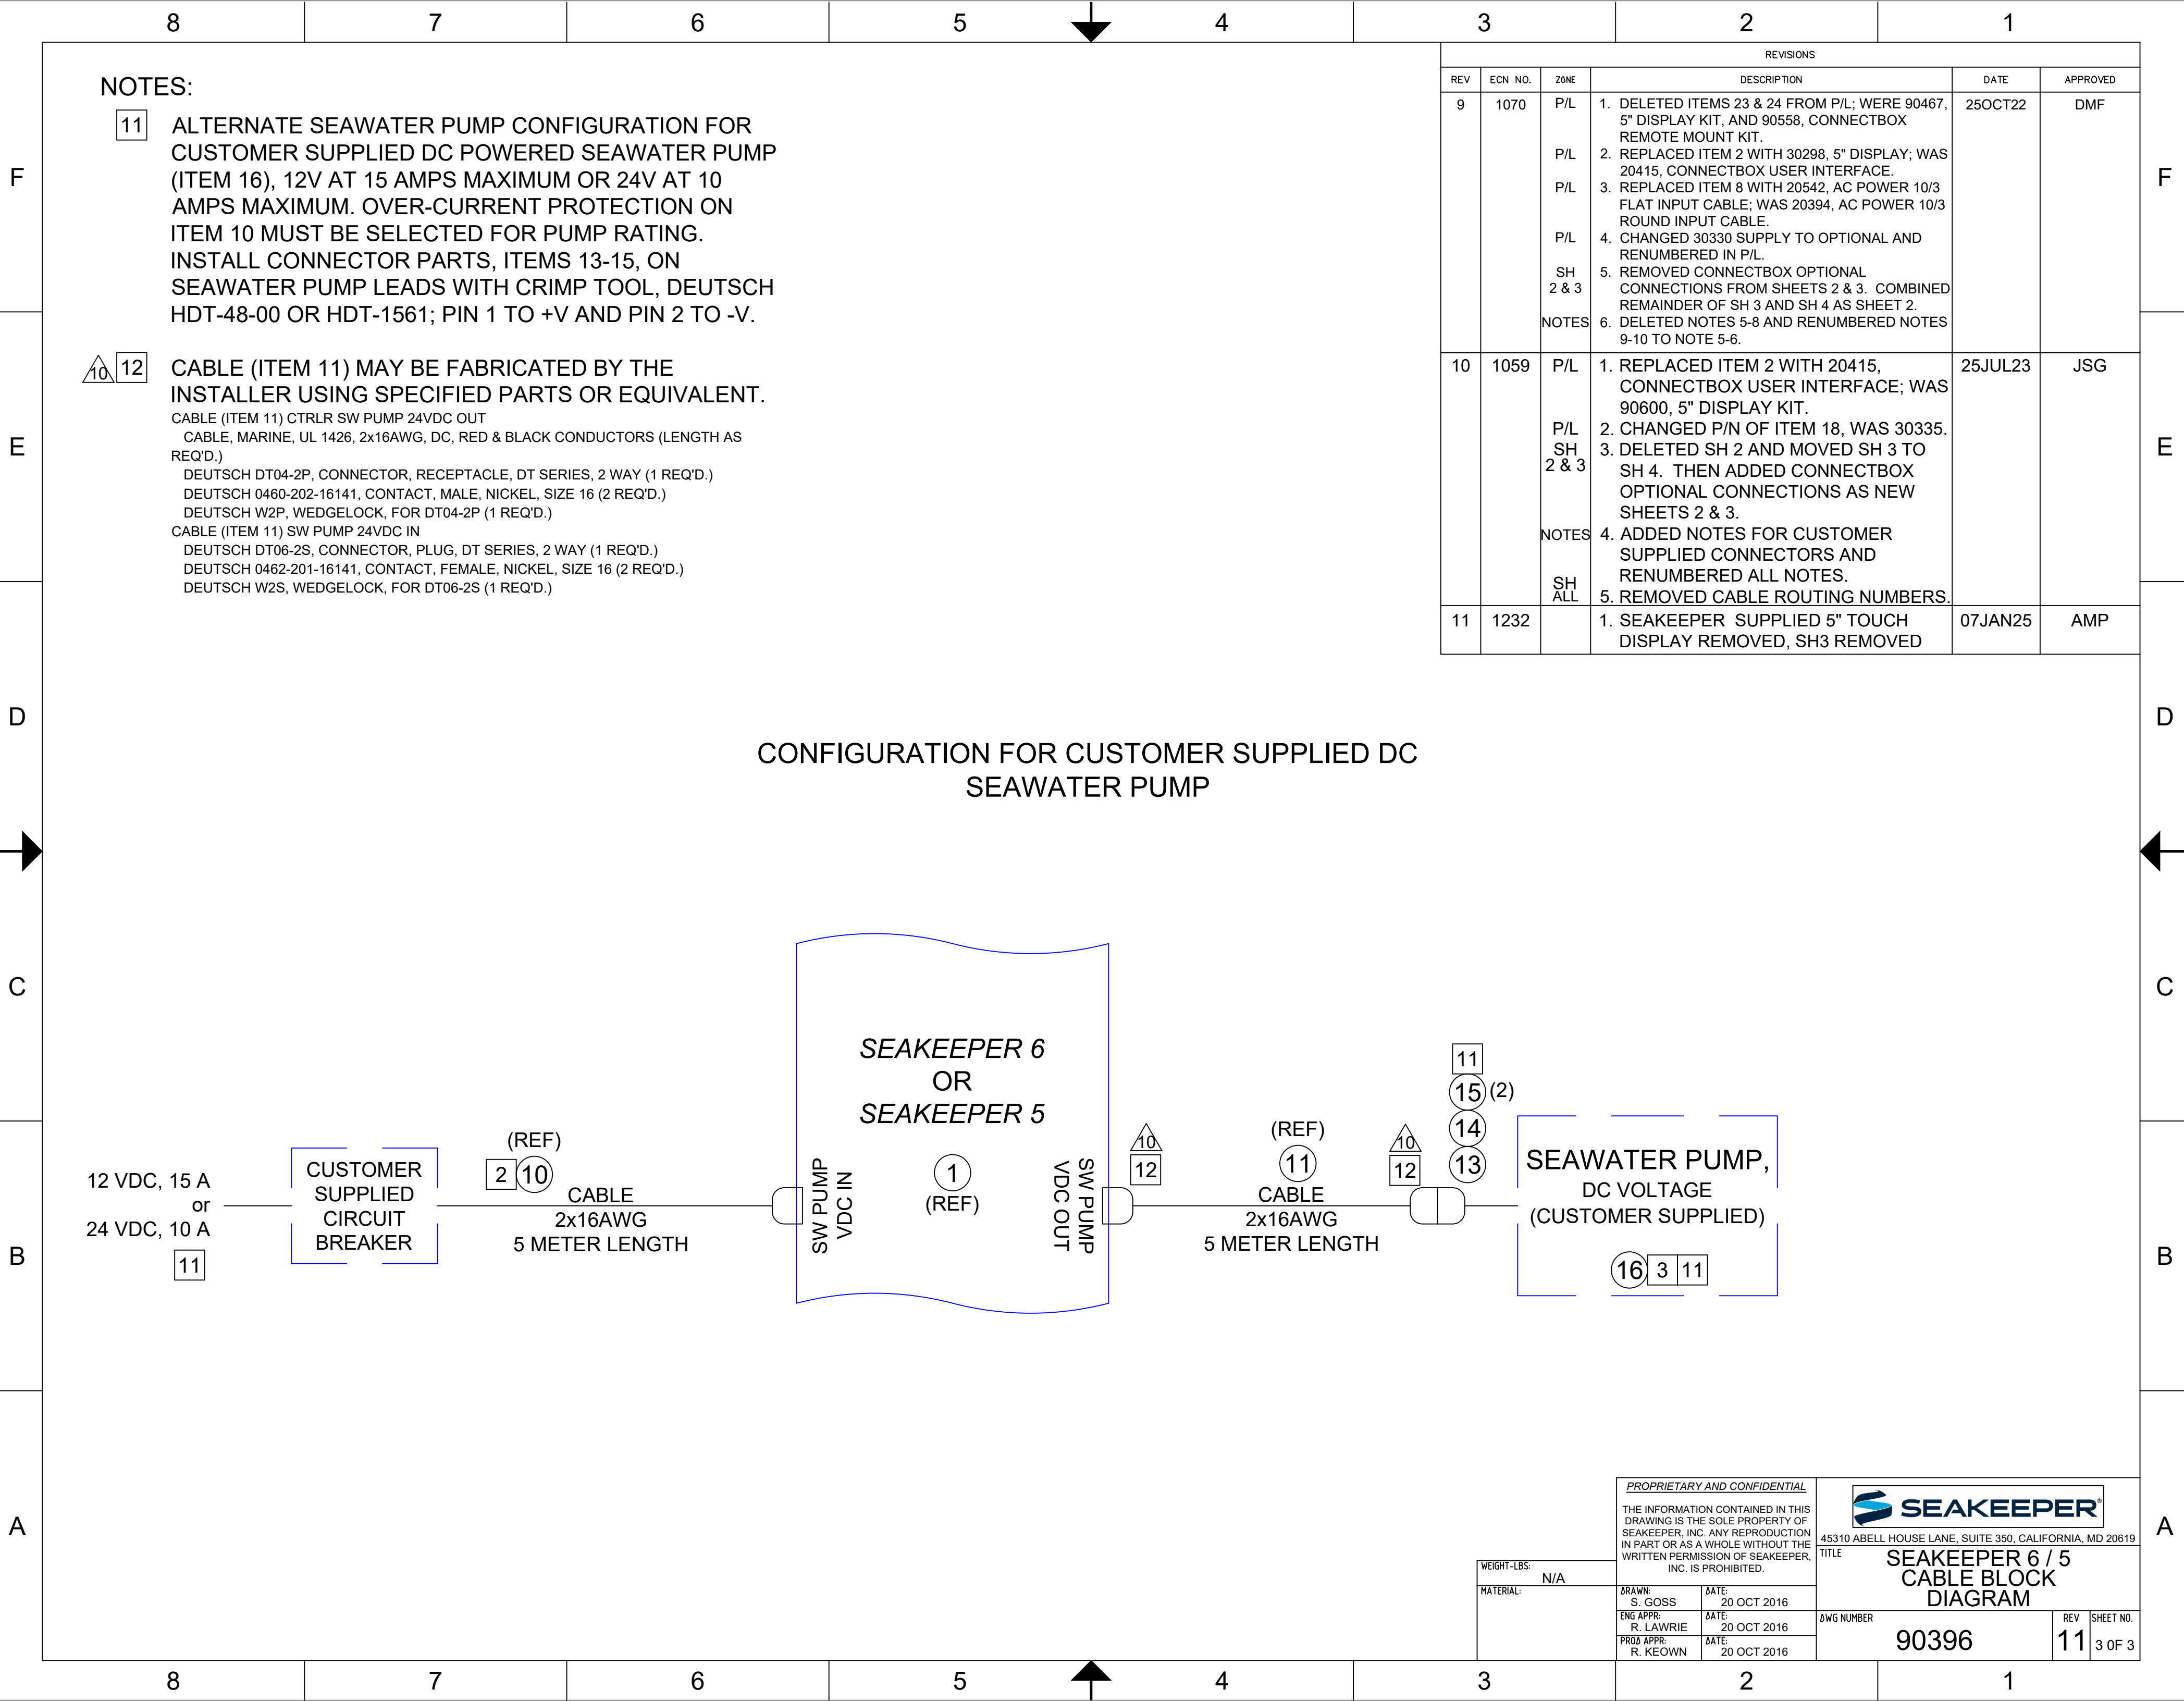 8 7 6 5 4 3 2 1
NOTES:
11 ALTERNATE SEAWATER PUMP CONFIGURATION FOR
CUSTOMER SUPPLIED DC POWERED SEAWATER PUMP
(ITEM 16), 12V AT 15 AMPS MAXIMUM OR 24V AT 10
AMPS MAXIMUM. OVER-CURRENT PROTECTION ON
ITEM 10 MUST BE SELECTED FOR PUMP RATING.
INSTALL CONNECTOR PARTS, ITEMS 13-15, ON
SEAWATER PUMP LEADS WITH CRIMP TOOL, DEUTSCH
HDT-48-00 OR HDT-1561; PIN 1 TO +V AND PIN 2 TO -V.
10 12 CABLE (ITEM 11) MAY BE FABRICATED BY THE
INSTALLER USING SPECIFIED PARTS OR EQUIVALENT.
CABLE (ITEM 11) CTRLR SW PUMP 24VDC OUT
CABLE, MARINE, UL 1426, 2x16AWG, DC, RED & BLACK CONDUCTORS (LENGTH AS
REQ'D.)
DEUTSCH DT04-2P, CONNECTOR, RECEPTACLE, DT SERIES, 2 WAY (1 REQ'D.)
DEUTSCH 0460-202-16141, CONTACT, MALE, NICKEL, SIZE 16 (2 REQ'D.)
DEUTSCH W2P, WEDGELOCK, FOR DT04-2P (1 REQ'D.)
CABLE (ITEM 11) SW PUMP 24VDC IN
DEUTSCH DT06-2S, CONNECTOR, PLUG, DT SERIES, 2 WAY (1 REQ'D.)
DEUTSCH 0462-201-16141, CONTACT, FEMALE, NICKEL, SIZE 16 (2 REQ'D.)
DEUTSCH W2S, WEDGELOCK, FOR DT06-2S (1 REQ'D.)
REVISIONS
REV ECN NO. ZONE DESCRIPTION DATE APPROVED
9 1070 P/L 1. DELETED ITEMS 23 & 24 FROM P/L; WERE 90467, 25OCT22 DMF
5" DISPLAY KIT, AND 90558, CONNECTBOX
REMOTE MOUNT KIT.
P/L 2. REPLACED ITEM 2 WITH 30298, 5" DISPLAY; WAS
20415, CONNECTBOX USER INTERFACE.
P/L 3. REPLACED ITEM 8 WITH 20542, AC POWER 10/3
FLAT INPUT CABLE; WAS 20394, AC POWER 10/3
ROUND INPUT CABLE.
P/L 4. CHANGED 30330 SUPPLY TO OPTIONAL AND
RENUMBERED IN P/L.
SH 5. REMOVED CONNECTBOX OPTIONAL
2 & 3 CONNECTIONS FROM SHEETS 2 & 3. COMBINED
REMAINDER OF SH 3 AND SH 4 AS SHEET 2.
NOTES 6. DELETED NOTES 5-8 AND RENUMBERED NOTES
9-10 TO NOTE 5-6.
10 1059 P/L 1. REPLACED ITEM 2 WITH 20415, 25JUL23 JSG
CONNECTBOX USER INTERFACE; WAS
90600, 5" DISPLAY KIT.
P/L 2. CHANGED P/N OF ITEM 18, WAS 30335.
SH 3. DELETED SH 2 AND MOVED SH 3 TO
2 & 3 SH 4. THEN ADDED CONNECTBOX
OPTIONAL CONNECTIONS AS NEW
SHEETS 2 & 3.
NOTES 4. ADDED NOTES FOR CUSTOMER
SUPPLIED CONNECTORS AND
SH RENUMBERED ALL NOTES.
ALL 5. REMOVED CABLE ROUTING NUMBERS.
11 1232 1. SEAKEEPER SUPPLIED 5" TOUCH 07JAN25 AMP
DISPLAY REMOVED, SH3 REMOVED
F F
E E
D D
C C
B B
A A
CONFIGURATION FOR CUSTOMER SUPPLIED DC
SEAWATER PUMP
12 VDC, 15 A
or
24 VDC, 10 A
11
CUSTOMER
SUPPLIED
CIRCUIT
BREAKER
(REF)
2 10
CABLE
2x16AWG
5 METER LENGTH
SEAKEEPER 6
OR
SEAKEEPER 5
1
(REF)
SW PUMP
VDC IN
SW PUMP
VDC OUT
10
12
(REF)
11
CABLE
2x16AWG
5 METER LENGTH
10
12
11
15 (2)
14
13
SEAWATER PUMP,
DC VOLTAGE
(CUSTOMER SUPPLIED)
16 3 11
WEIGHT-LBS:
N/A
MATERIAL:
PROPRIETARY AND CONFIDENTIAL
THE INFORMATION CONTAINED IN THIS
DRAWING IS THE SOLE PROPERTY OF
SEAKEEPER, INC. ANY REPRODUCTION
IN PART OR AS A WHOLE WITHOUT THE
WRITTEN PERMISSION OF SEAKEEPER,
INC. IS PROHIBITED.
DRAWN: DATE:
S. GOSS 20 OCT 2016
ENG APPR: DATE:
R. LAWRIE 20 OCT 2016
PROD APPR: DATE:
R. KEOWN 20 OCT 2016
SEAKEEPER®
45310 ABELL HOUSE LANE, SUITE 350, CALIFORNIA, MD 20619
TITLE SEAKEEPER 6 / 5
CABLE BLOCK
DIAGRAM
DWG NUMBER REV SHEET NO.
90396 11 3 OF 3
8 7 6 5 4 3 2 1